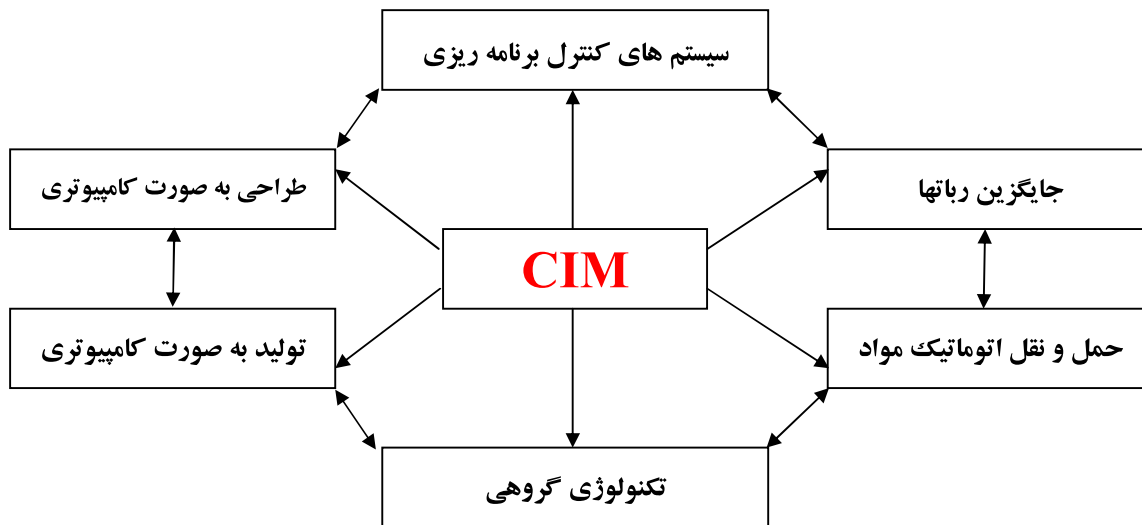 سیستم های کنترل برنامه ریزی
جایگزین رباتها
طراحی به صورت کامپیوتری
CIM
حمل و نقل اتوماتیک مواد
تولید به صورت کامپیوتری
تکنولوژی گروهی